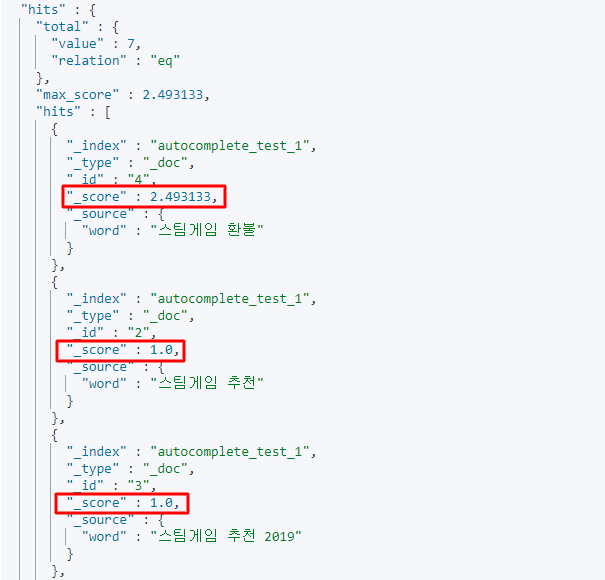 "hits" : {
"total" : {
"value" : 7,
"relation" : "eq"
},
"max_score" : 2.493133,
"hits" : [
{
"_index" : "autocomplete_test_1",
"_type" : "_doc",
"_id" : "4",
"_score" : 2.493133,
"_source" : {
"word" : "스팀게임 환불"
}
},
{
"_index" : "autocomplete_test_1",
"_type" : "_doc",
"_id" : "2",
"_score" : 1.0,
"_source" : {
"word" : "스팀게임 추천"
}
},
{
"_index" : "autocomplete_test_1",
"_type" : "_doc",
"_id" : "3",
"_score" : 1.0,
"_source" : {
"word" : "스팀게임 추천 2019"
}
},